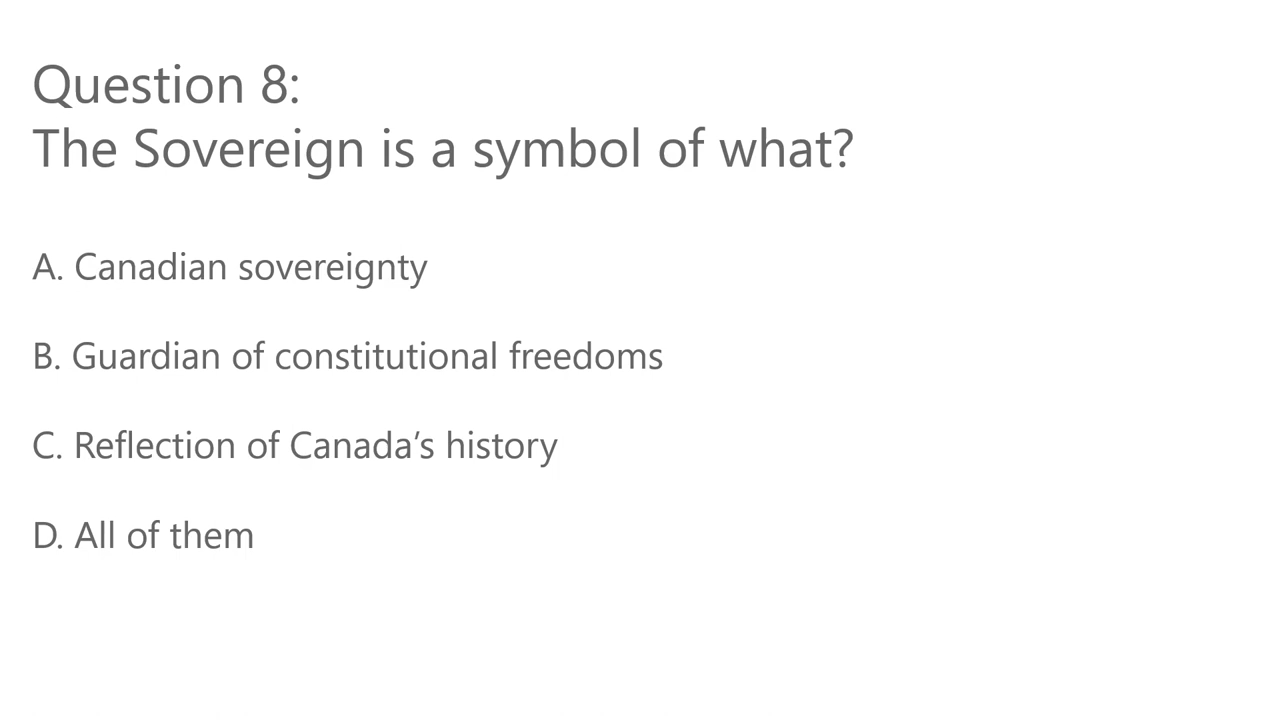 Question 8:
The Sovereign is a symbol of what?
A. Canadian sovereignty
B. Guardian of constitutional freedoms
C. Reflection of Canada’s history
D. All of them